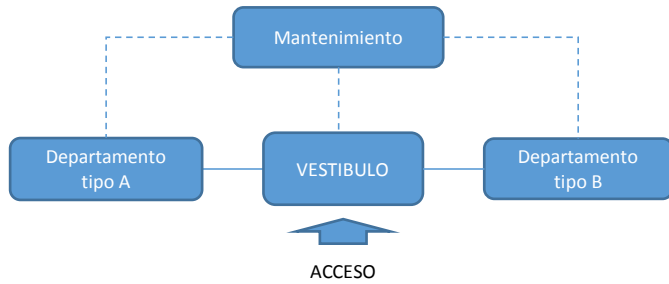 Mantenimiento
Departamento
tipo A
VESTIBULO
Departamento
tipo B
ACCESO